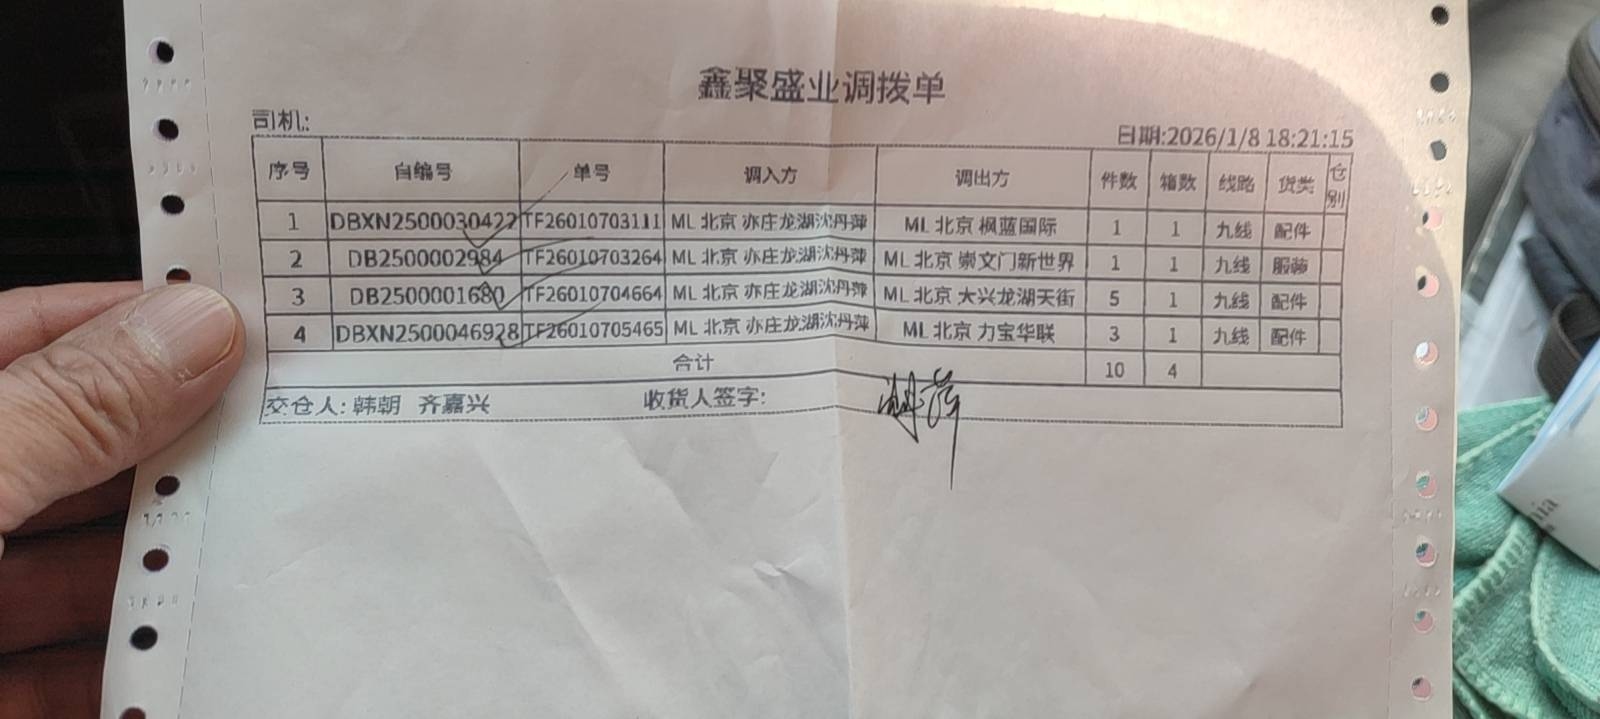 鑫聚盛业调拨单
司机:
日期:2026/1/8 18:21:15
序号 自编号 单号 调入方 调出方 件数 箱数 线路 货类 仓别
1 DBXN2500030422 TF26010703111 ML 北京 亦庄龙湖沈丹萍 ML 北京 枫蓝国际 1 1 九线 配件
2 DB2500002984 TF26010703264 ML 北京 亦庄龙湖沈丹萍 ML 北京 崇文门新世界 1 1 九线 服装
3 DB2500001680 TF26010704664 ML 北京 亦庄龙湖沈丹萍 ML 北京 大兴龙湖天街 5 1 九线 配件
4 DBXN2500046928 TF26010705465 ML 北京 亦庄龙湖沈丹萍 ML 北京 力宝华联 3 1 九线 配件
合计 10 4
交仓人: 韩朝 齐嘉兴 收货人签字: